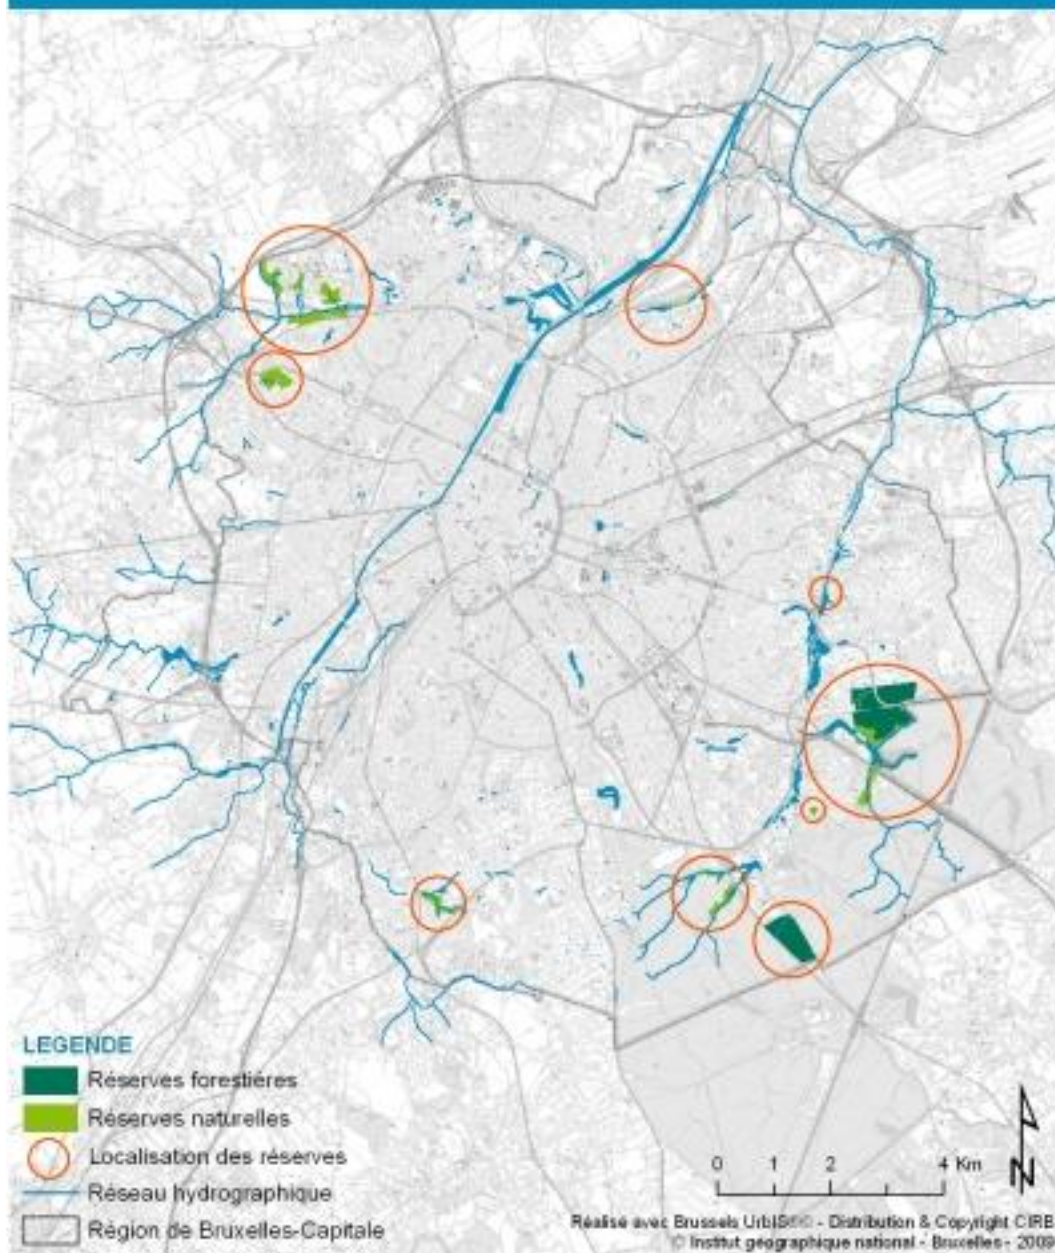 LEGENDE
Réserves forestières
Réserves naturelles
Localisation des réserves
Réseau hydrographique
Région de Bruxelles-Capitale
0 1 2 4 Km
N
Réalisé avec Brussels UrbIS - Distribution & Copyright CIRB
© Institut géographique national - Bruxelles - 2009